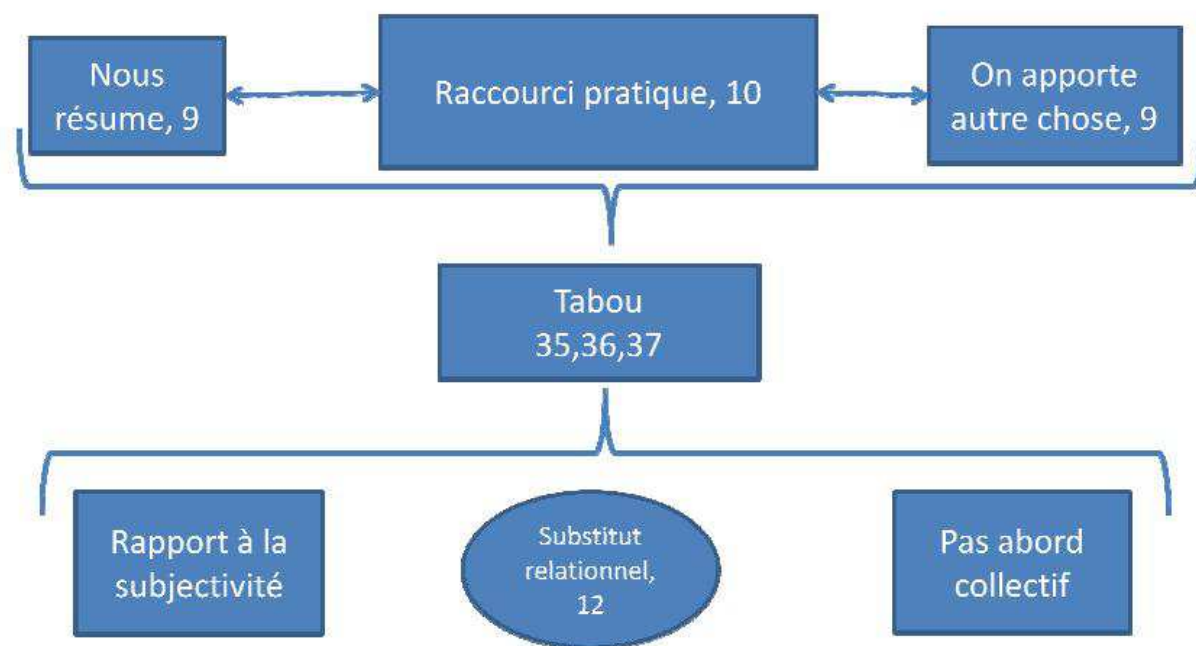 Nous
résume, 9
Raccourci pratique, 10
On apporte
autre chose, 9
Tabou
35,36,37
Rapport à la
subjectivité
Substitut
relationnel,
12
Pas abord
collectif